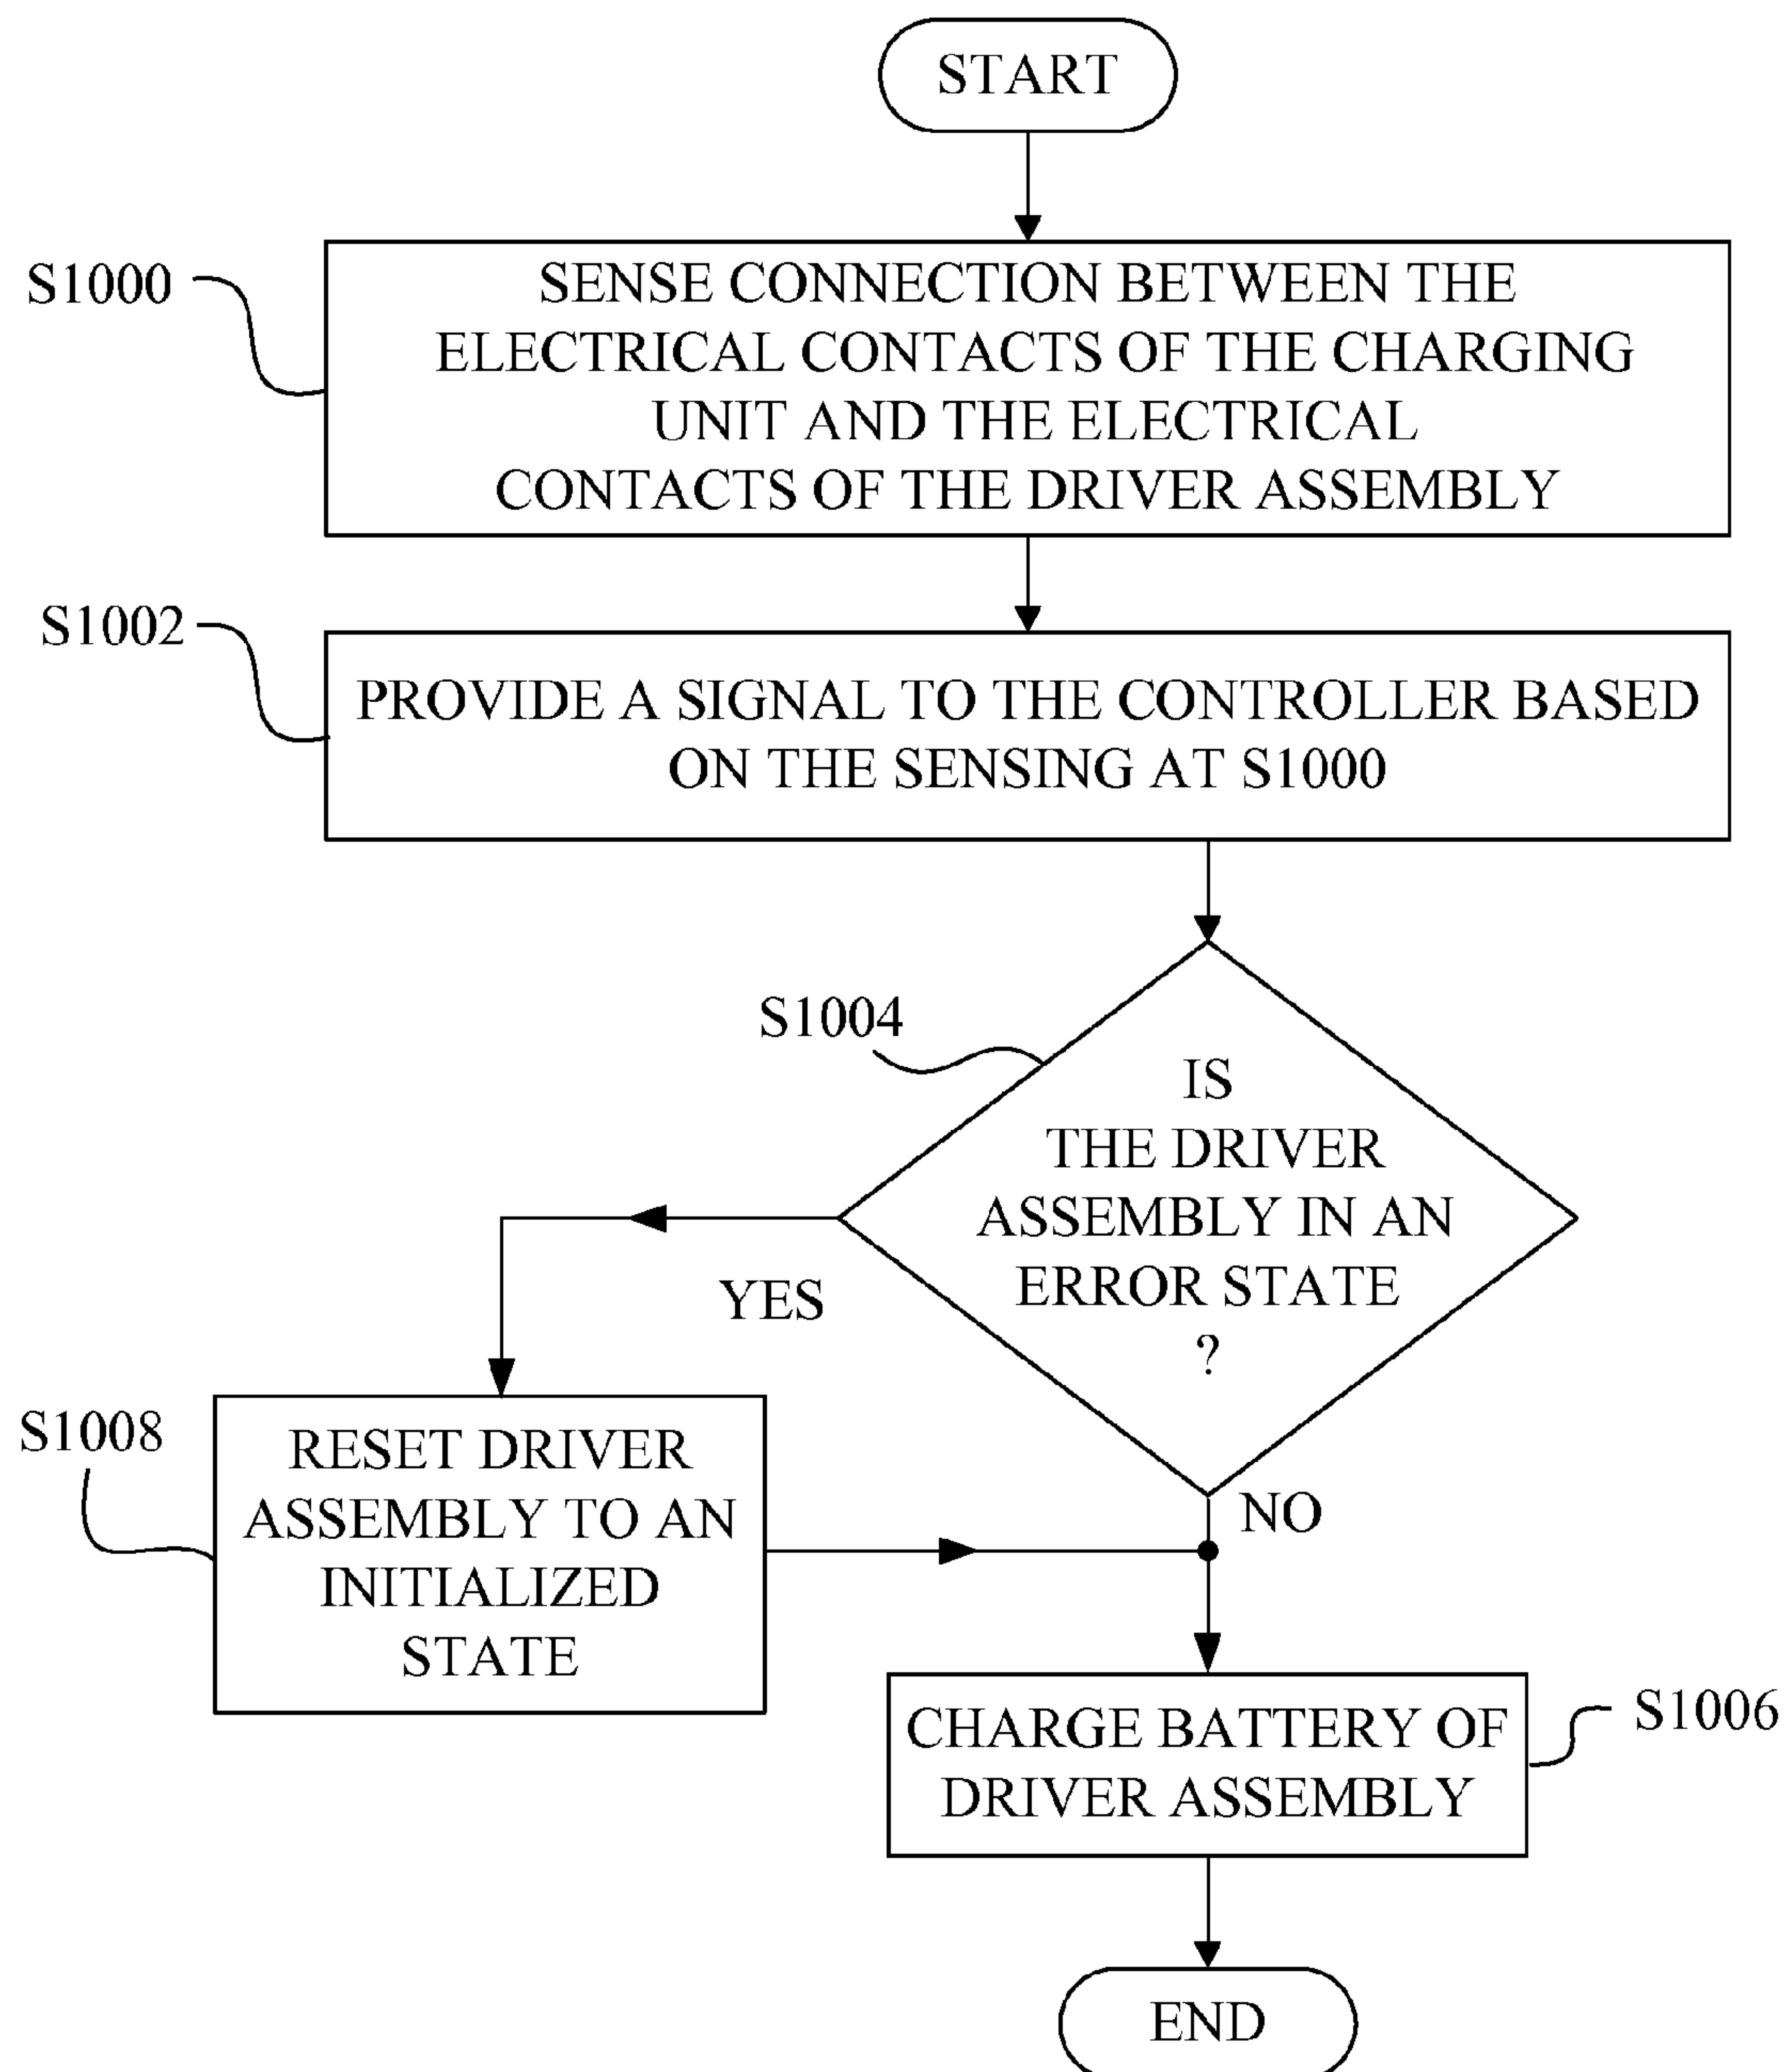 START
S1000
SENSE CONNECTION BETWEEN THE
ELECTRICAL CONTACTS OF THE CHARGING
UNIT AND THE ELECTRICAL
CONTACTS OF THE DRIVER ASSEMBLY
S1002
PROVIDE A SIGNAL TO THE CONTROLLER BASED
ON THE SENSING AT S1000
S1004
IS
THE DRIVER
ASSEMBLY IN AN
ERROR STATE
?
YES
NO
S1008
RESET DRIVER
ASSEMBLY TO AN
INITIALIZED
STATE
S1006
CHARGE BATTERY OF
DRIVER ASSEMBLY
END